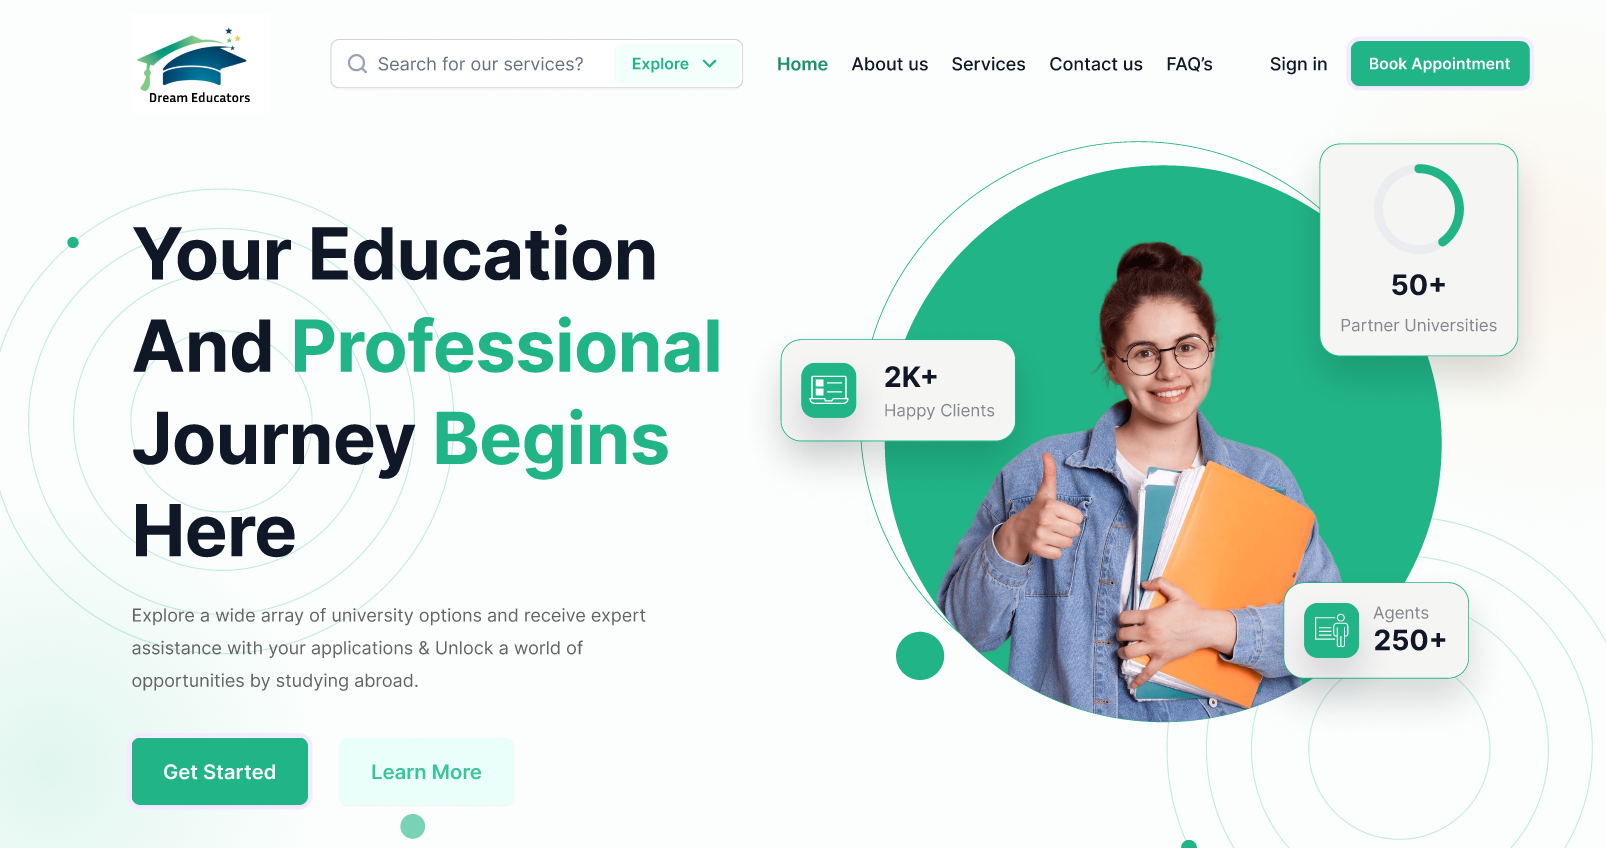 Dream Educators
Search for our services?
Explore
Home
About us
Services
Contact us
FAQ’s
Sign in
Book Appointment
Your Education
And Professional
Journey Begins
Here
Explore a wide array of university options and receive expert
assistance with your applications & Unlock a world of
opportunities by studying abroad.
Get Started
Learn More
2K+
Happy Clients
50+
Partner Universities
Agents
250+